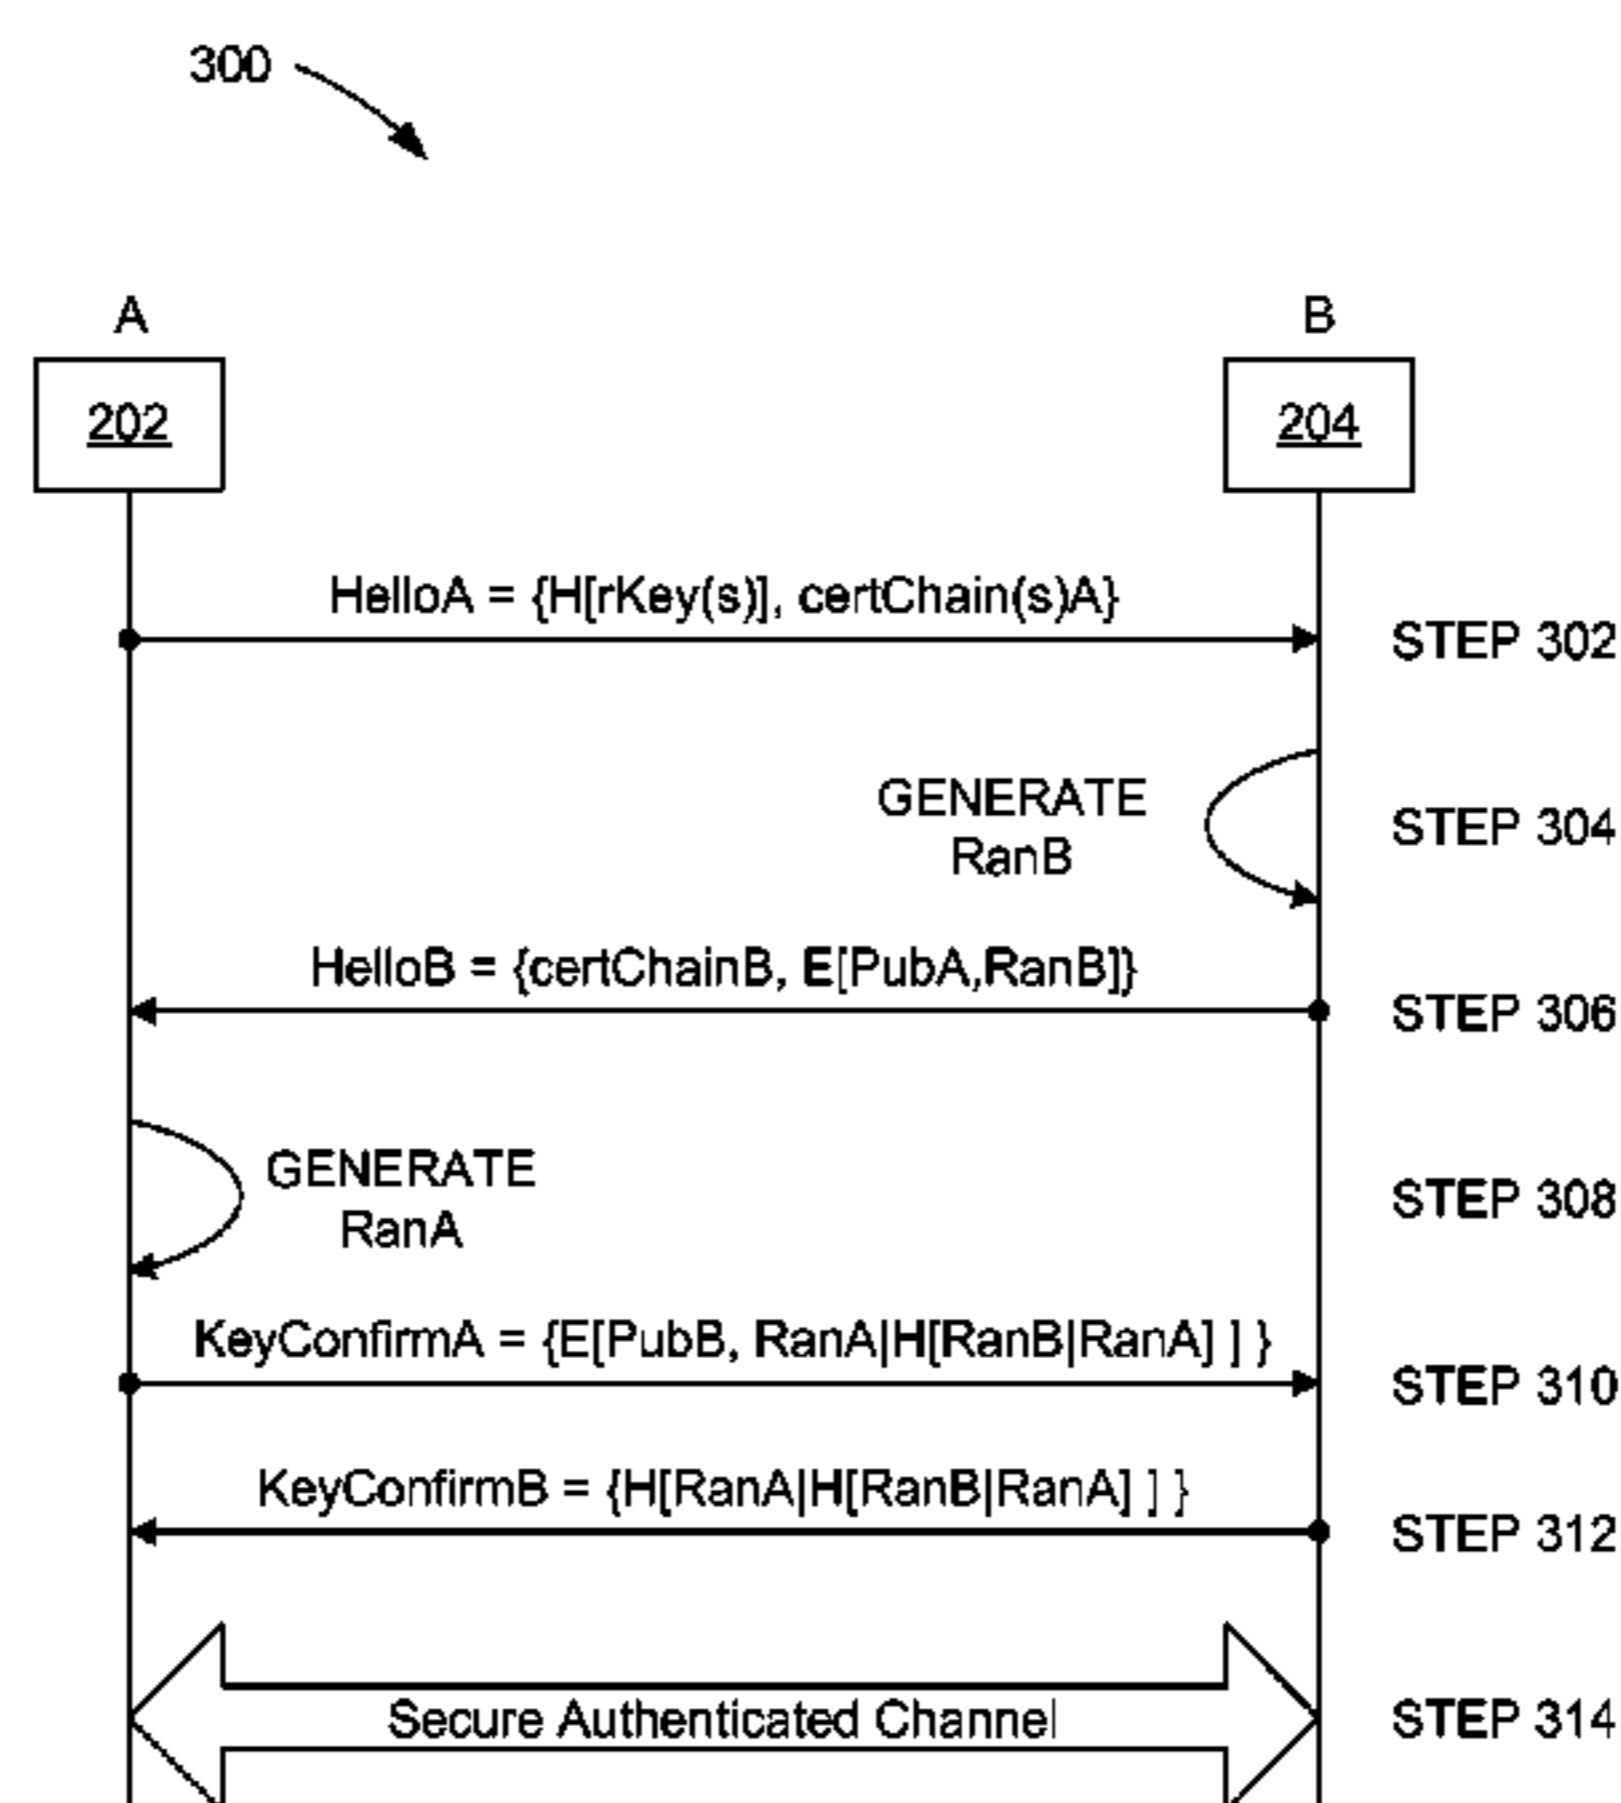 300
A
B
202
204
HelloA = {H[rKey(s)], certChain(s)A}
STEP 302
GENERATE
RanB
STEP 304
HelloB = {certChainB, E[PubA,RanB]}
STEP 306
GENERATE
RanA
STEP 308
KeyConfirmA = {E[PubB, RanA|H[RanB|RanA] ] }
STEP 310
KeyConfirmB = {H[RanA|H[RanB|RanA] ] }
STEP 312
Secure Authenticated Channel
STEP 314